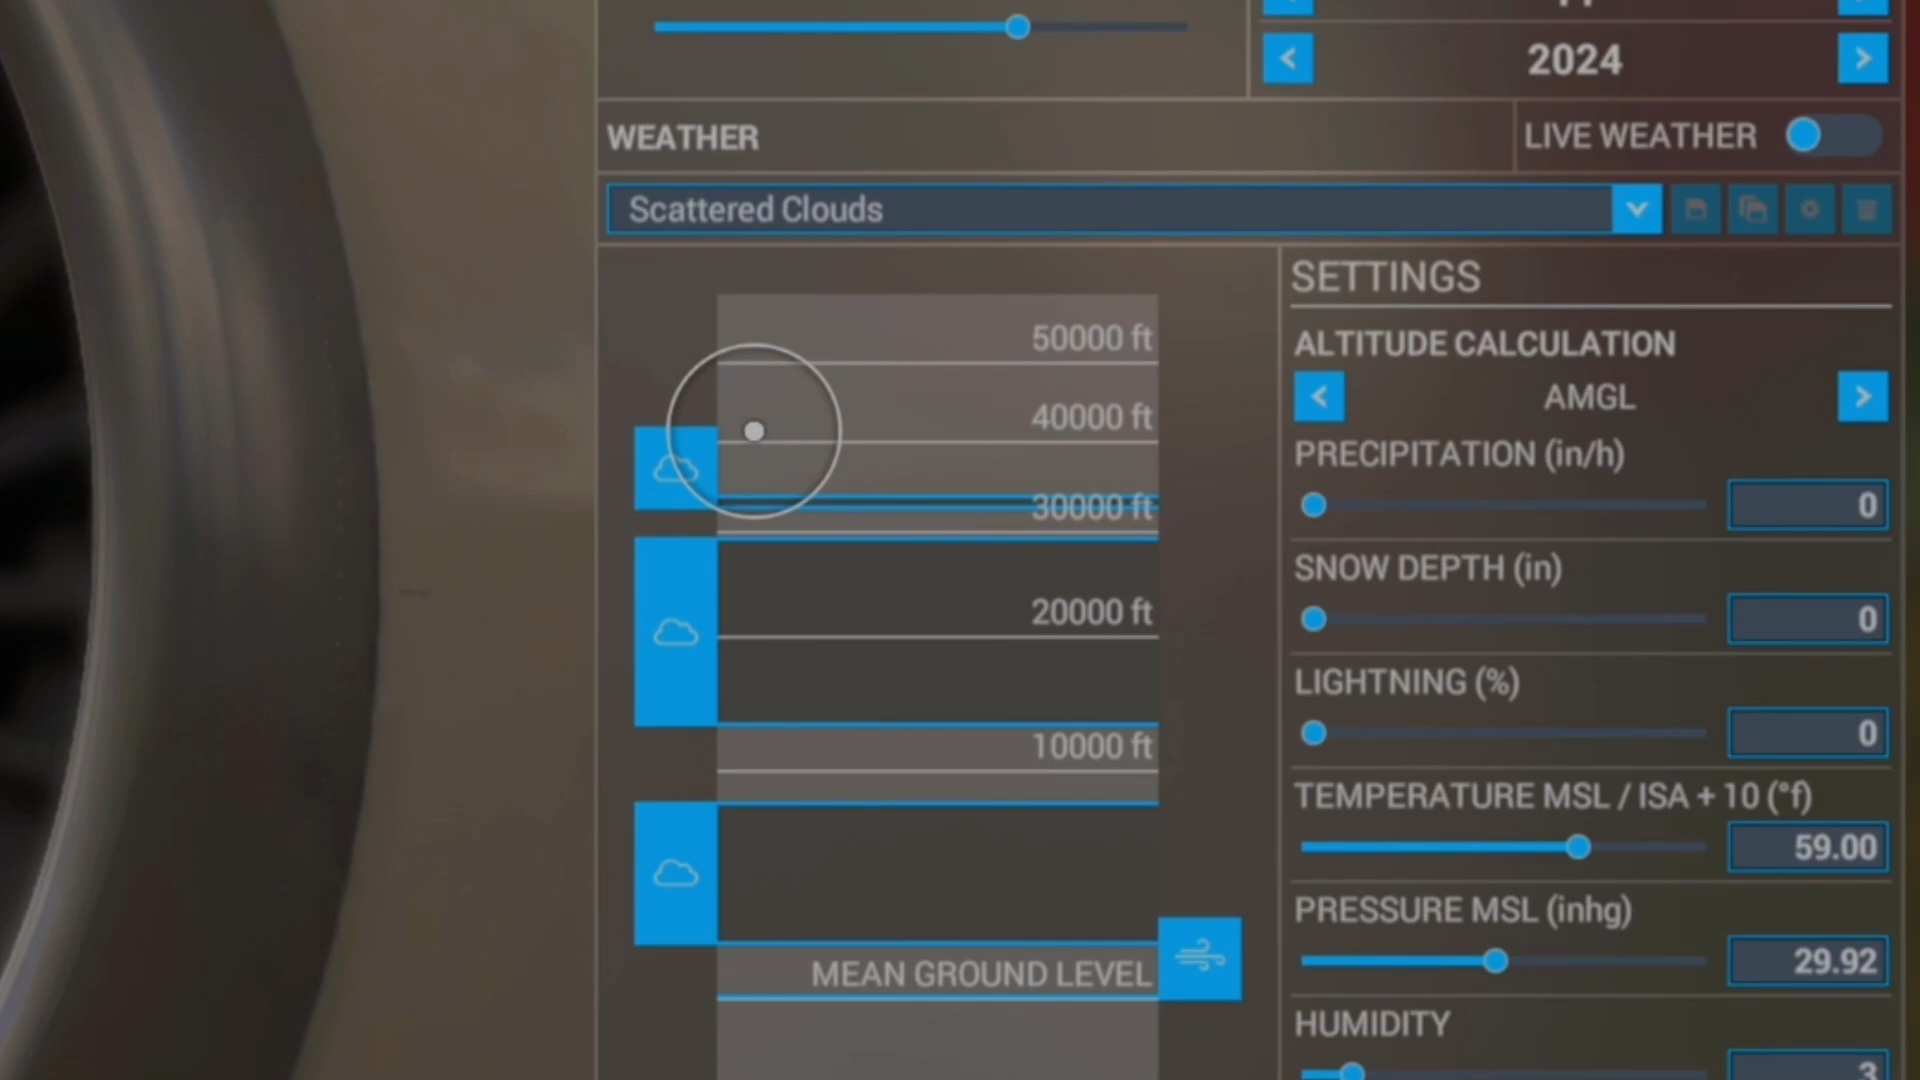 2024
WEATHER
LIVE WEATHER
Scattered Clouds
SETTINGS
50000 ft
ALTITUDE CALCULATION
AMGL
40000 ft
PRECIPITATION (in/h)
0
30000 ft
SNOW DEPTH (in)
0
20000 ft
LIGHTNING (%)
0
10000 ft
TEMPERATURE MSL / ISA + 10 (°f)
59.00
PRESSURE MSL (inhg)
29.92
MEAN GROUND LEVEL
HUMIDITY
3